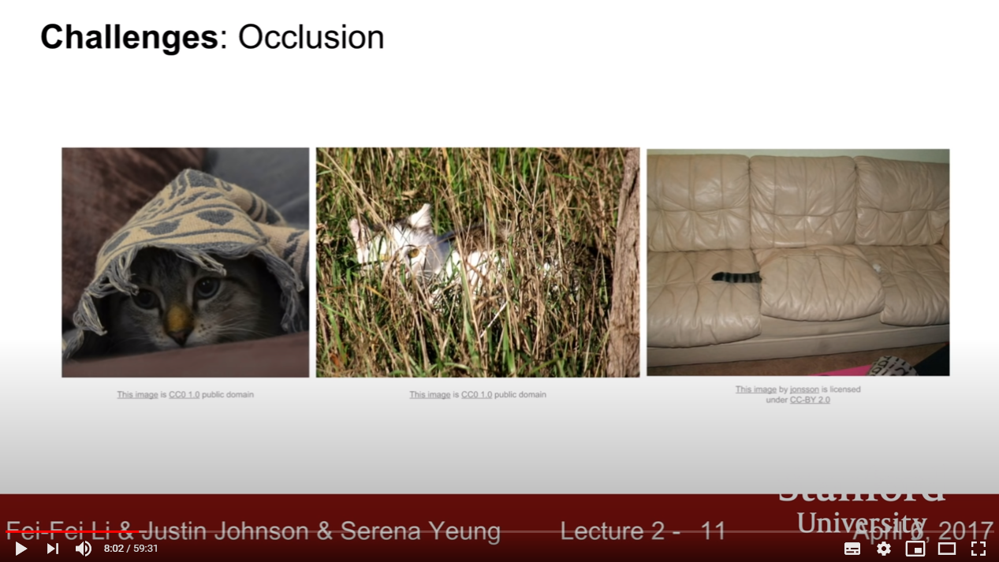 Challenges: Occlusion
This image is CC0 1.0 public domain
This image is CC0 1.0 public domain
This image by jonsson is licensed
under CC-BY 2.0
Stanford
University
Fei-Fei Li & Justin Johnson & Serena Yeung
Lecture 2 - 11
April 6, 2017
8:02 / 59:31